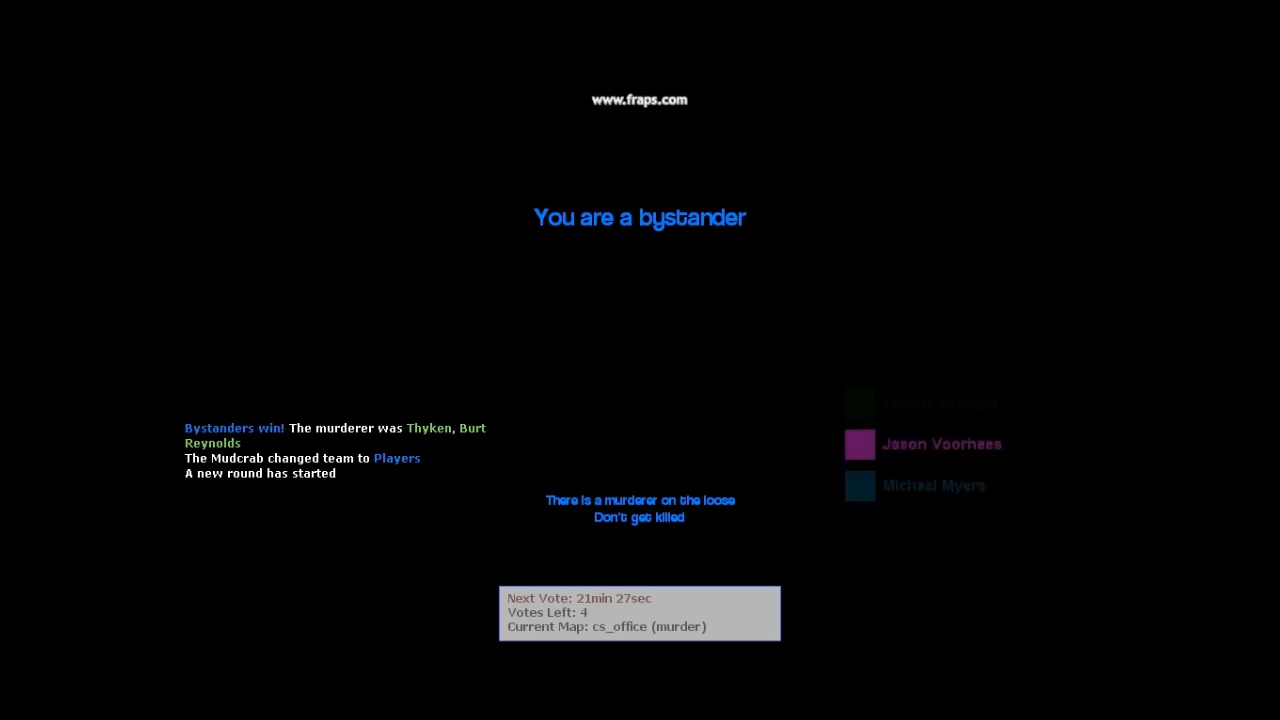 www.fraps.com
You are a bystander
Freddy Krueger
Bystanders win! The murderer was Thyken, Burt
Reynolds
The Mudcrab changed team to Players
A new round has started
Jason Voorhees
Michael Myers
There is a murderer on the loose
Don't get killed
Next Vote: 21min 27sec
Votes Left: 4
Current Map: cs_office (murder)